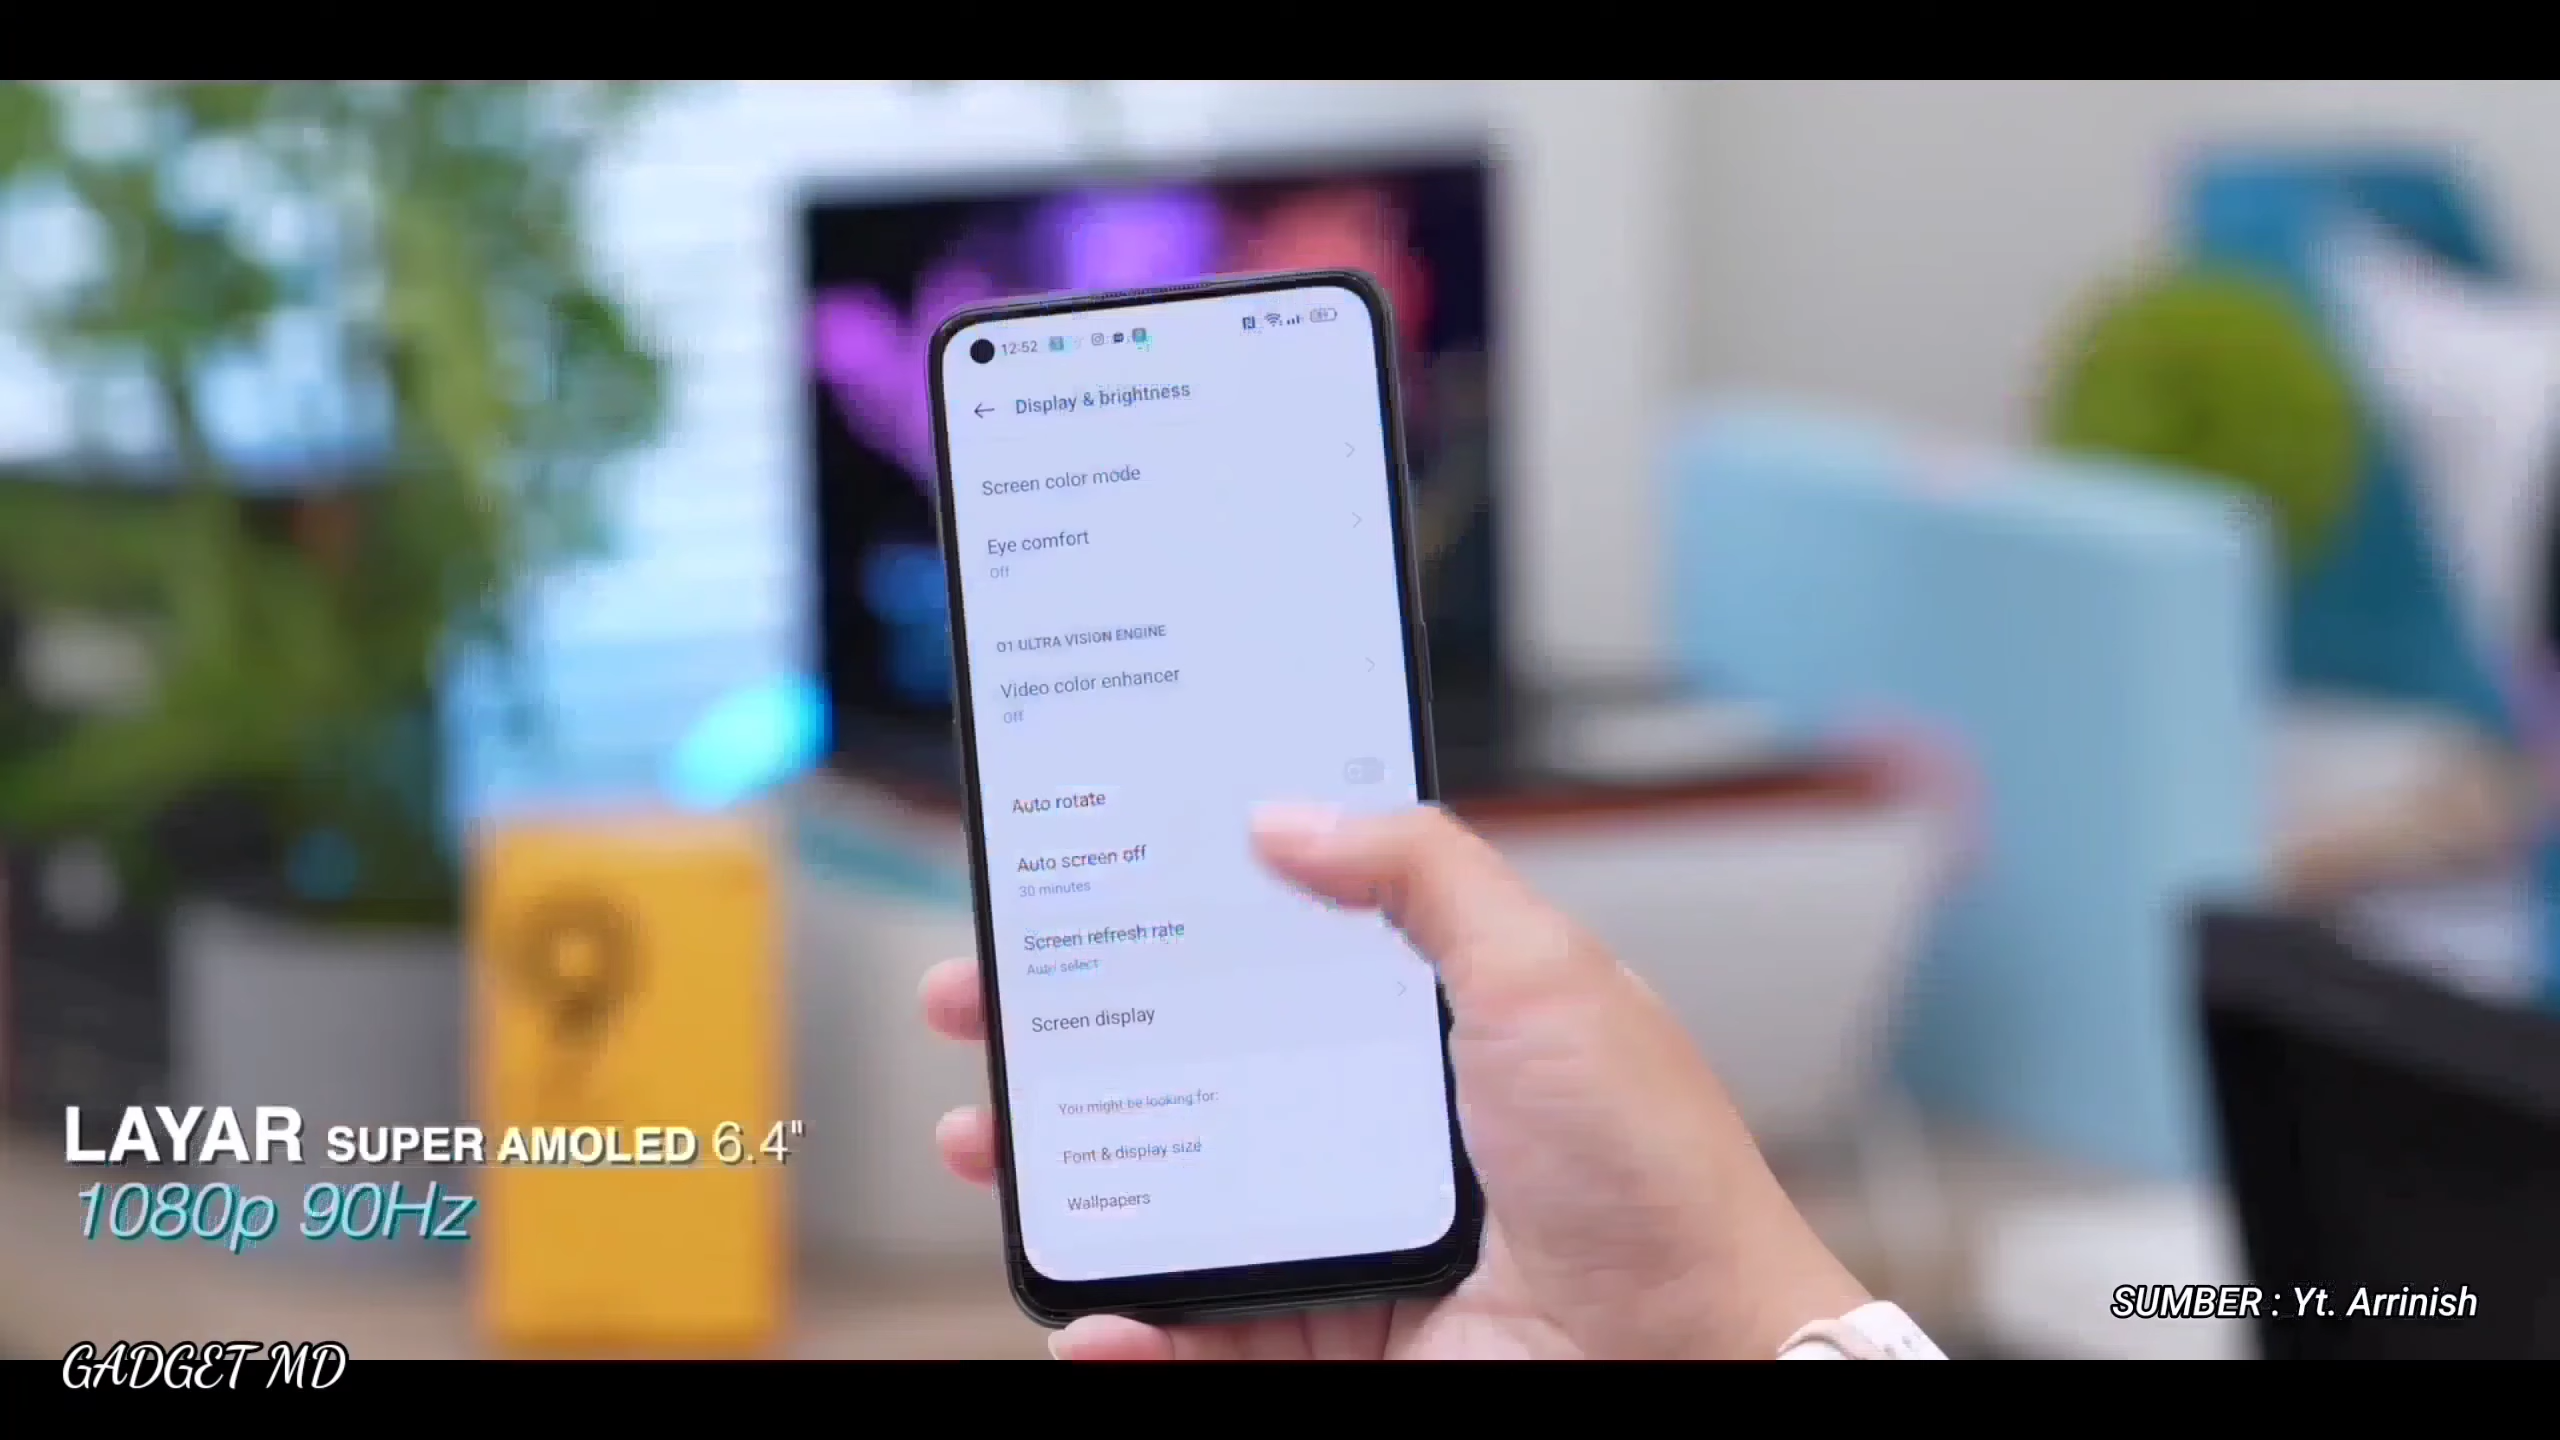 12:52
Display & brightness
Screen color mode
Eye comfort
Off
O1 ULTRA VISION ENGINE
Video color enhancer
Off
Auto rotate
Auto screen off
30 minutes
Screen refresh rate
Auto select
Screen display
You might be looking for:
Font & display size
Wallpapers
LAYAR SUPER AMOLED 6.4"
1080p 90Hz
SUMBER : Yt. Arrinish
GADGET MD